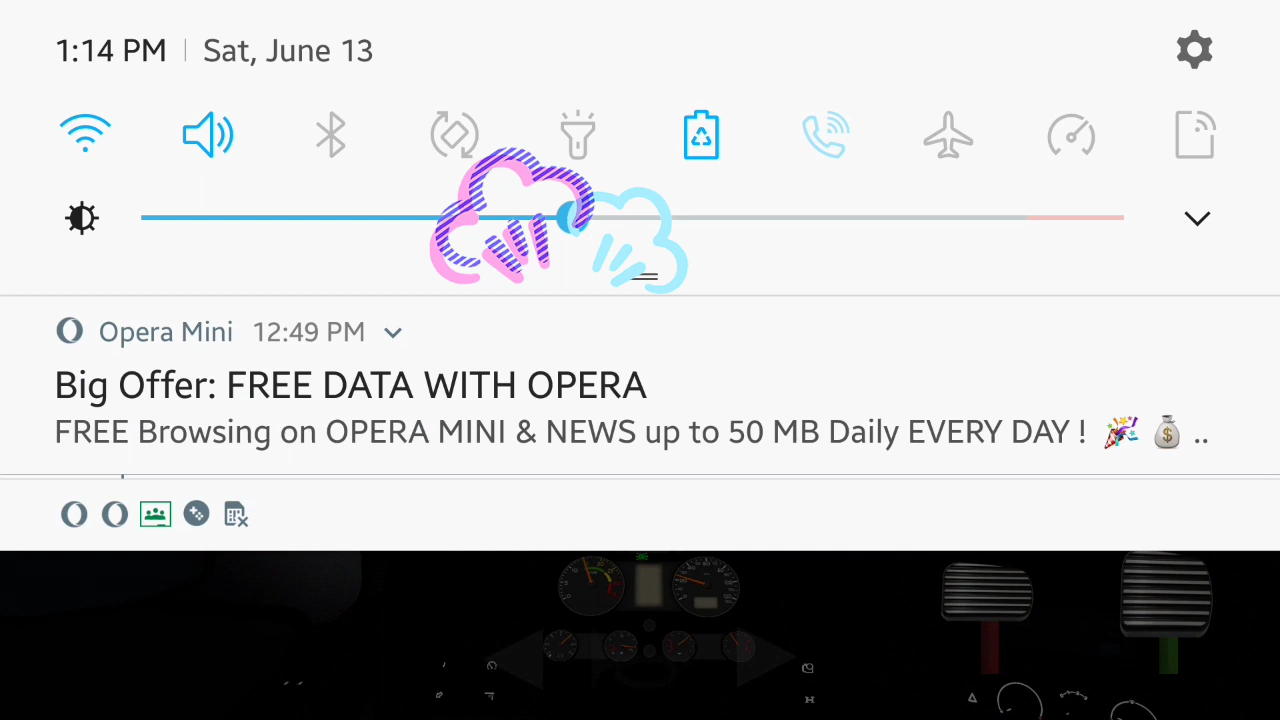 1:14 PM | Sat, June 13
Opera Mini 12:49 PM
Big Offer: FREE DATA WITH OPERA
FREE Browsing on OPERA MINI & NEWS up to 50 MB Daily EVERY DAY ! 🎉 💰 ..